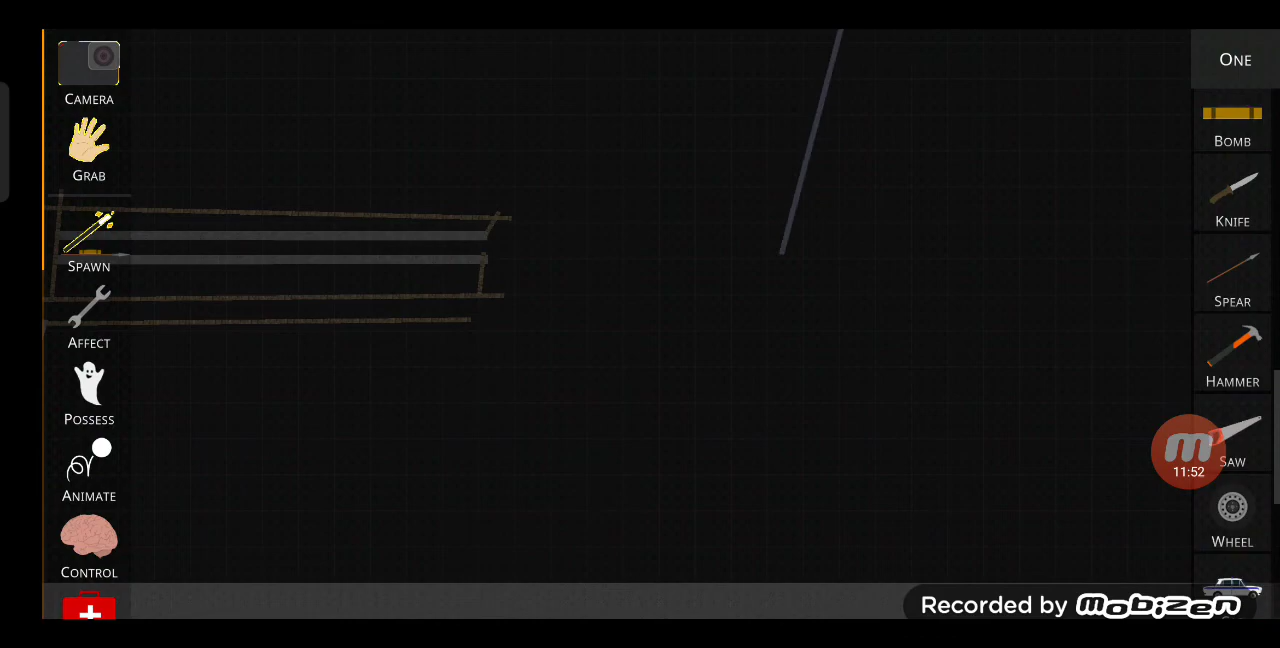 CAMERA
GRAB
SPAWN
AFFECT
POSSESS
ANIMATE
CONTROL
ONE
BOMB
KNIFE
SPEAR
HAMMER
SAW
WHEEL
11:52
Recorded by mobizen